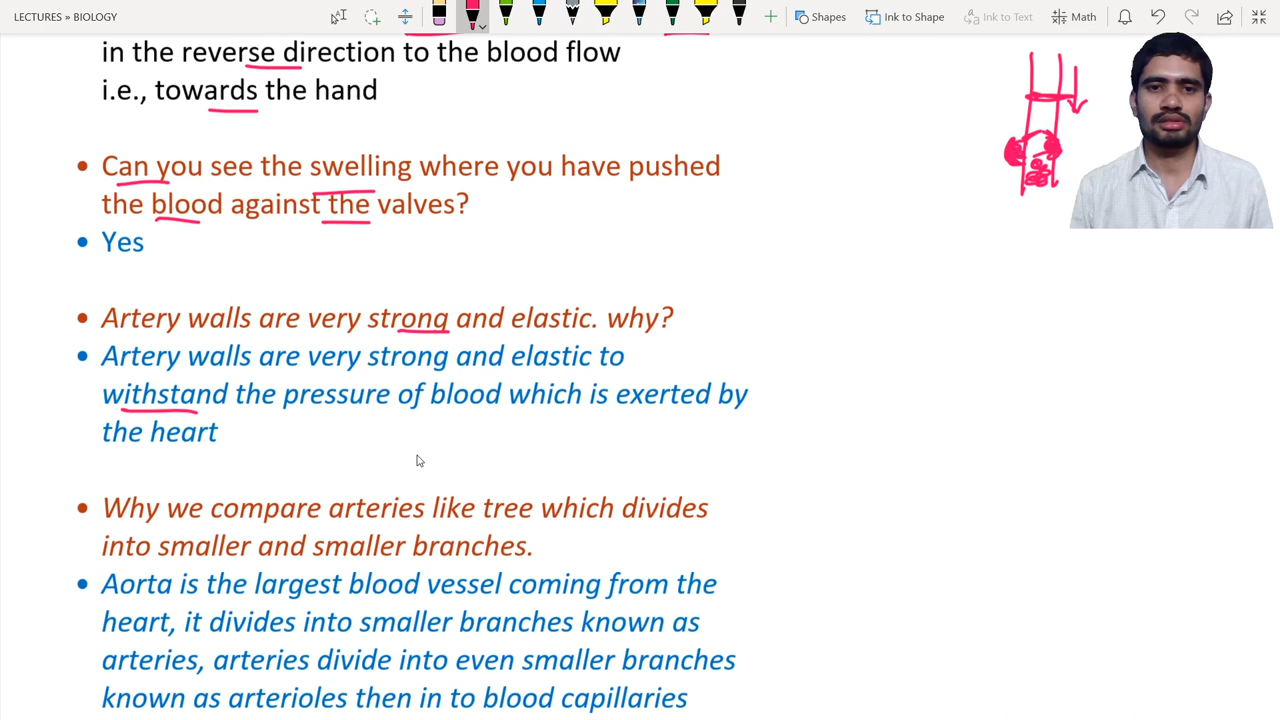 LECTURES » BIOLOGY
Shapes
Ink to Shape
Ink to Text
Math
in the reverse direction to the blood flow
i.e., towards the hand
• Can you see the swelling where you have pushed
the blood against the valves?
• Yes
• Artery walls are very strong and elastic. why?
• Artery walls are very strong and elastic to
withstand the pressure of blood which is exerted by
the heart
• Why we compare arteries like tree which divides
into smaller and smaller branches.
• Aorta is the largest blood vessel coming from the
heart, it divides into smaller branches known as
arteries, arteries divide into even smaller branches
known as arterioles then in to blood capillaries